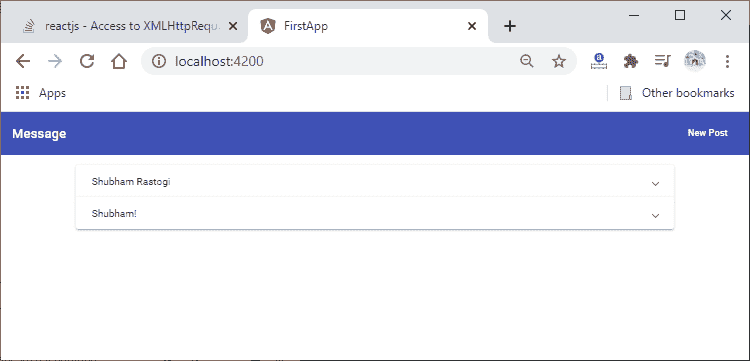 reactjs - Access to XMLHttpRequ
FirstApp
localhost:4200
Apps
Other bookmarks
Message
New Post
Shubham Rastogi
Shubham!